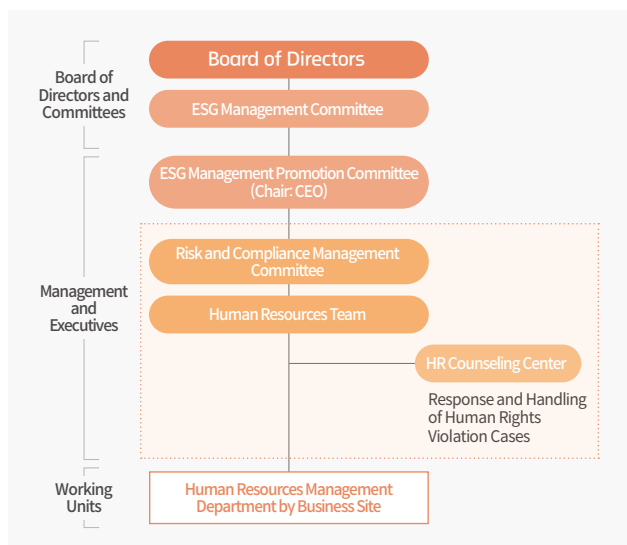 Board of Directors
Board of
Directors and
Committees
ESG Management Committee
ESG Management Promotion Committee
(Chair: CEO)
Risk and Compliance Management
Committee
Management
and
Executives
Human Resources Team
HR Counseling Center
Response and Handling
of Human Rights
Violation Cases
Working
Units
Human Resources Management
Department by Business Site